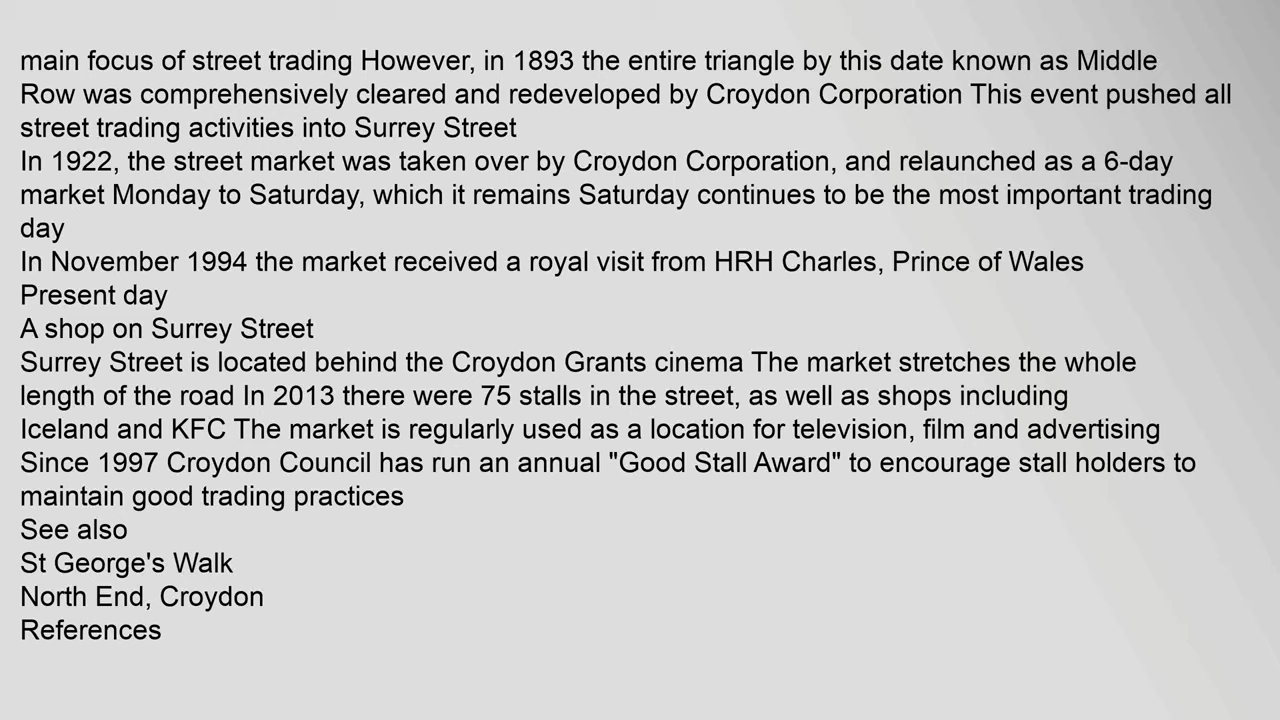 main focus of street trading However, in 1893 the entire triangle by this date known as Middle
Row was comprehensively cleared and redeveloped by Croydon Corporation This event pushed all
street trading activities into Surrey Street
In 1922, the street market was taken over by Croydon Corporation, and relaunched as a 6-day
market Monday to Saturday, which it remains Saturday continues to be the most important trading
day
In November 1994 the market received a royal visit from HRH Charles, Prince of Wales
Present day
A shop on Surrey Street
Surrey Street is located behind the Croydon Grants cinema The market stretches the whole
length of the road In 2013 there were 75 stalls in the street, as well as shops including
Iceland and KFC The market is regularly used as a location for television, film and advertising
Since 1997 Croydon Council has run an annual "Good Stall Award" to encourage stall holders to
maintain good trading practices
See also
St George's Walk
North End, Croydon
References